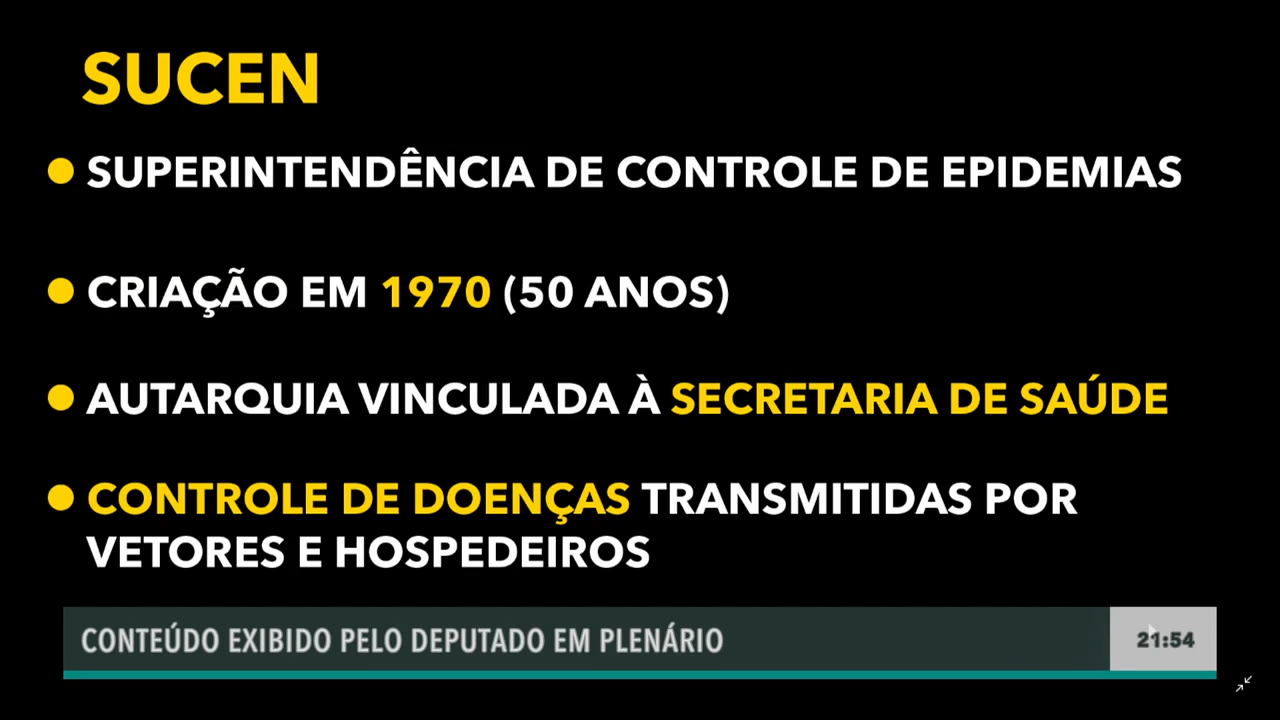 SUCEN
SUPERINTENDÊNCIA DE CONTROLE DE EPIDEMIAS
CRIAÇÃO EM 1970 (50 ANOS)
AUTARQUIA VINCULADA À SECRETARIA DE SAÚDE
CONTROLE DE DOENÇAS TRANSMITIDAS POR
VETORES E HOSPEDEIROS
CONTEÚDO EXIBIDO PELO DEPUTADO EM PLENÁRIO
21:54